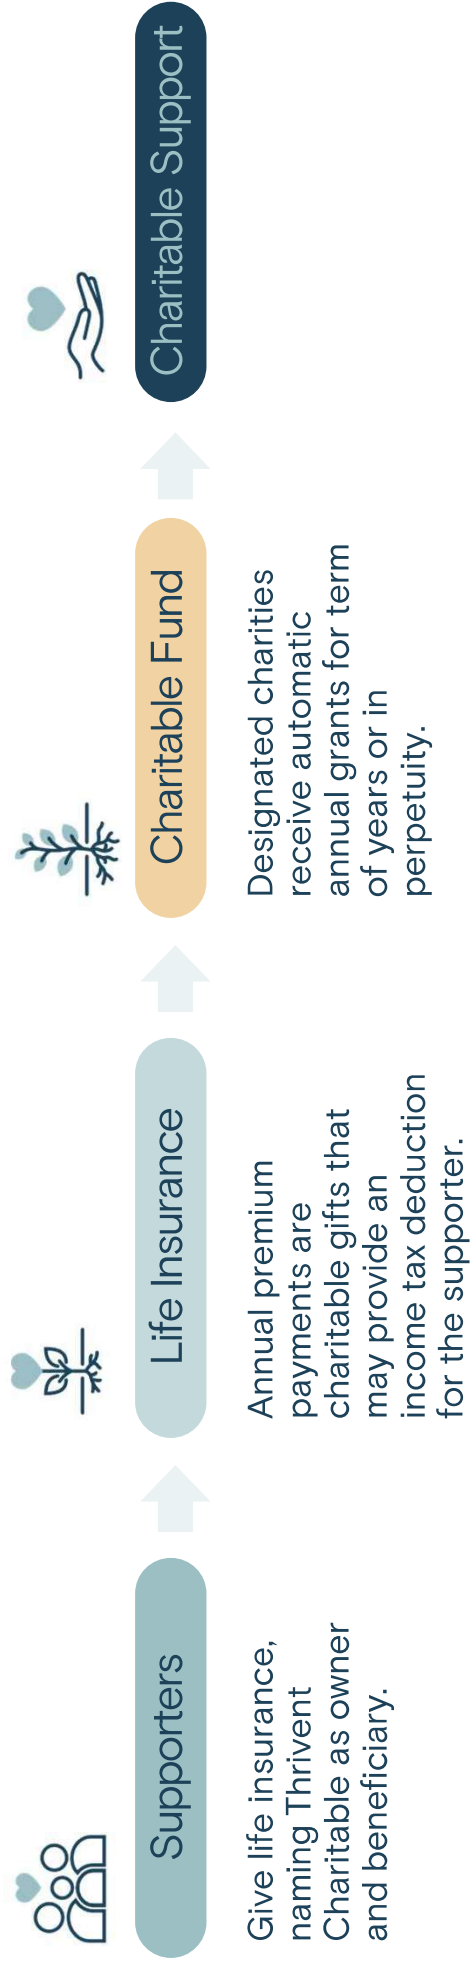 Supporters
Give life insurance,
naming Thrivent
Charitable as owner
and beneficiary.
Life Insurance
Annual premium
payments are
charitable gifts that
may provide an
income tax deduction
for the supporter.
Charitable Fund
Designated charities
receive automatic
annual grants for term
of years or in
perpetuity.
Charitable Support